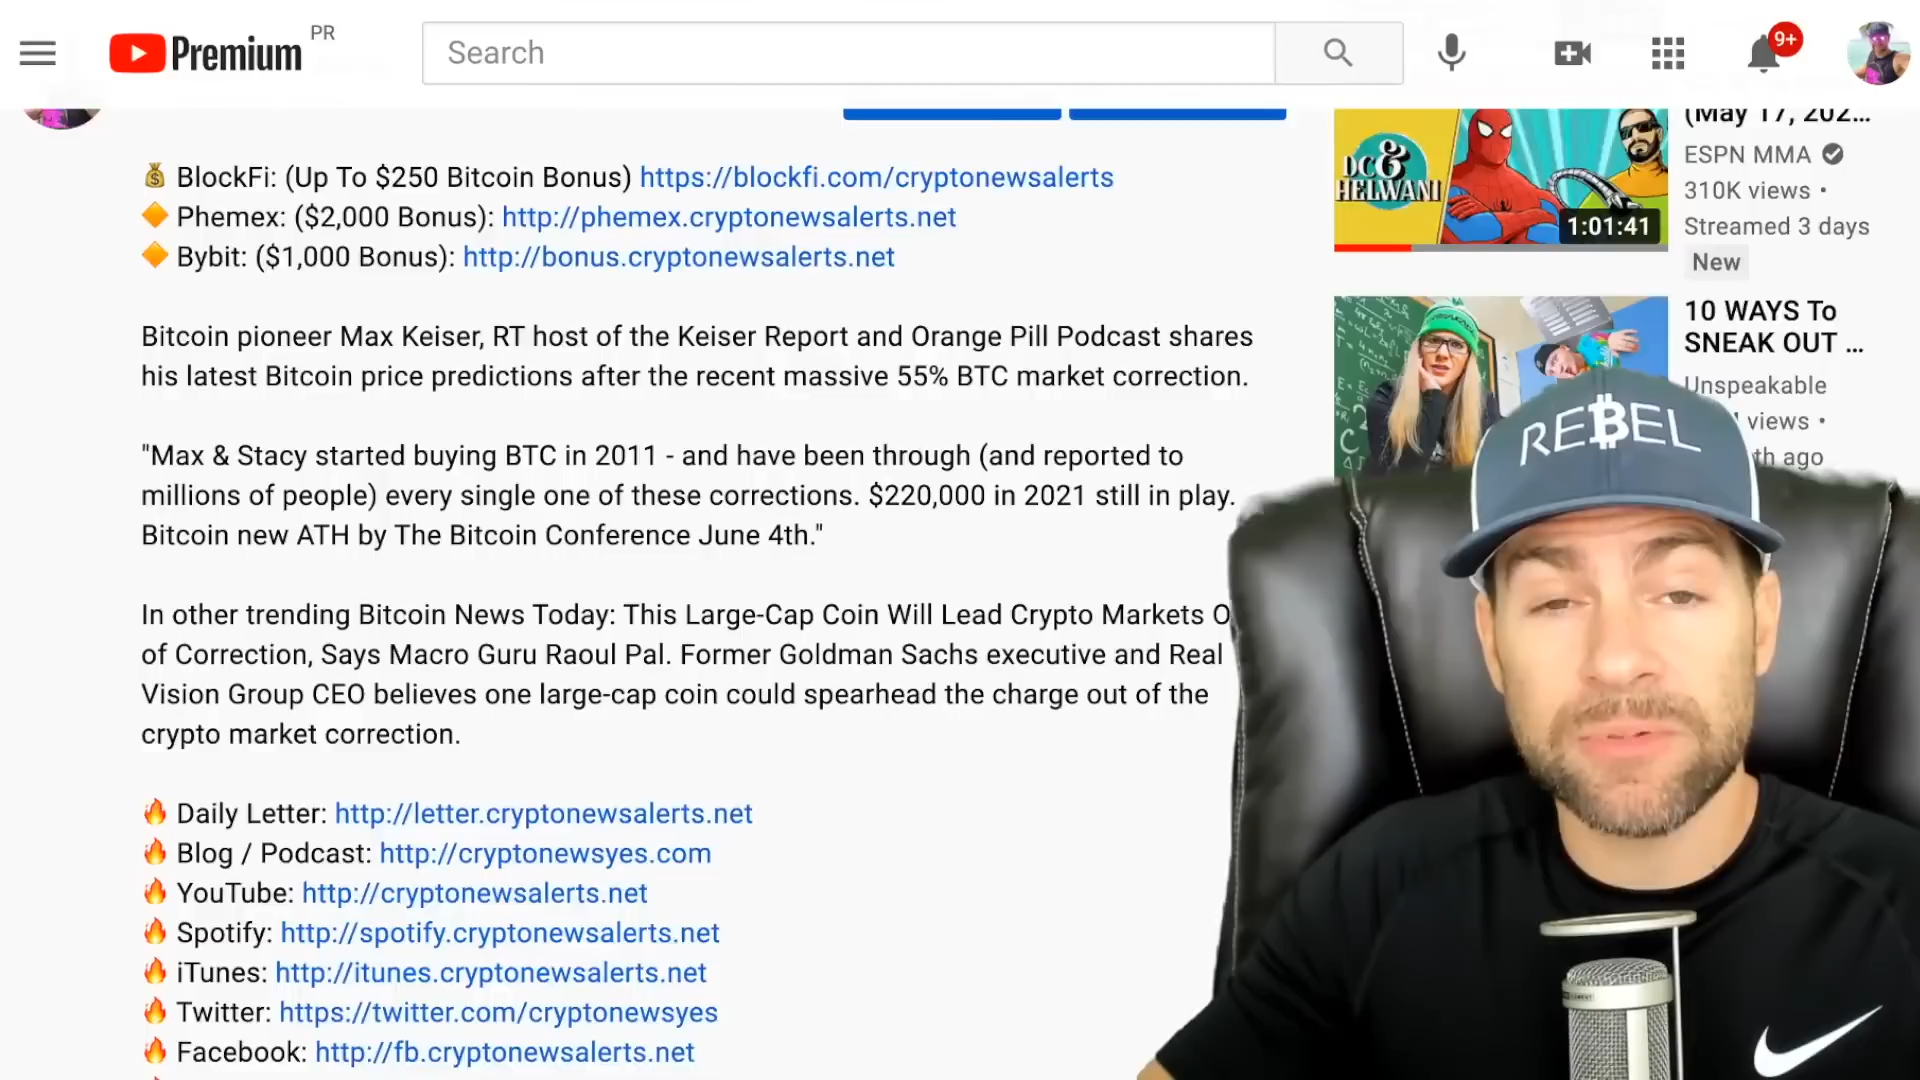 Premium PR
Search
9+
BlockFi: (Up To $250 Bitcoin Bonus) https://blockfi.com/cryptonewsalerts
Phemex: ($2,000 Bonus): http://phemex.cryptonewsalerts.net
Bybit: ($1,000 Bonus): http://bonus.cryptonewsalerts.net
Bitcoin pioneer Max Keiser, RT host of the Keiser Report and Orange Pill Podcast shares
his latest Bitcoin price predictions after the recent massive 55% BTC market correction.
"Max & Stacy started buying BTC in 2011 - and have been through (and reported to
millions of people) every single one of these corrections. $220,000 in 2021 still in play.
Bitcoin new ATH by The Bitcoin Conference June 4th."
In other trending Bitcoin News Today: This Large-Cap Coin Will Lead Crypto Markets O
of Correction, Says Macro Guru Raoul Pal. Former Goldman Sachs executive and Real
Vision Group CEO believes one large-cap coin could spearhead the charge out of the
crypto market correction.
Daily Letter: http://letter.cryptonewsalerts.net
Blog / Podcast: http://cryptonewsyes.com
YouTube: http://cryptonewsalerts.net
Spotify: http://spotify.cryptonewsalerts.net
iTunes: http://itunes.cryptonewsalerts.net
Twitter: https://twitter.com/cryptonewsyes
Facebook: http://fb.cryptonewsalerts.net
DC &
HELWANI
1:01:41
(May 17, 202...
ESPN MMA
310K views •
Streamed 3 days
New
10 WAYS To
SNEAK OUT ...
Unspeakable
views •
th ago
REBEL